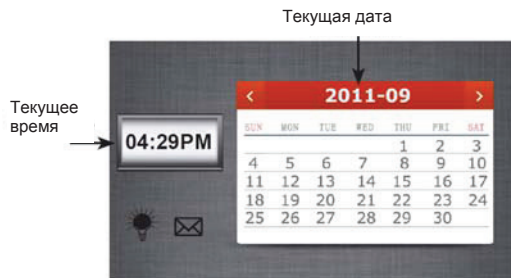 Текущая дата
2011-09
Текущее
время
04:29PM
SUN MON TUE WED THU FRI SAT
1 2 3
4 5 6 7 8 9 10
11 12 13 14 15 16 17
18 19 20 21 22 23 24
25 26 27 28 29 30